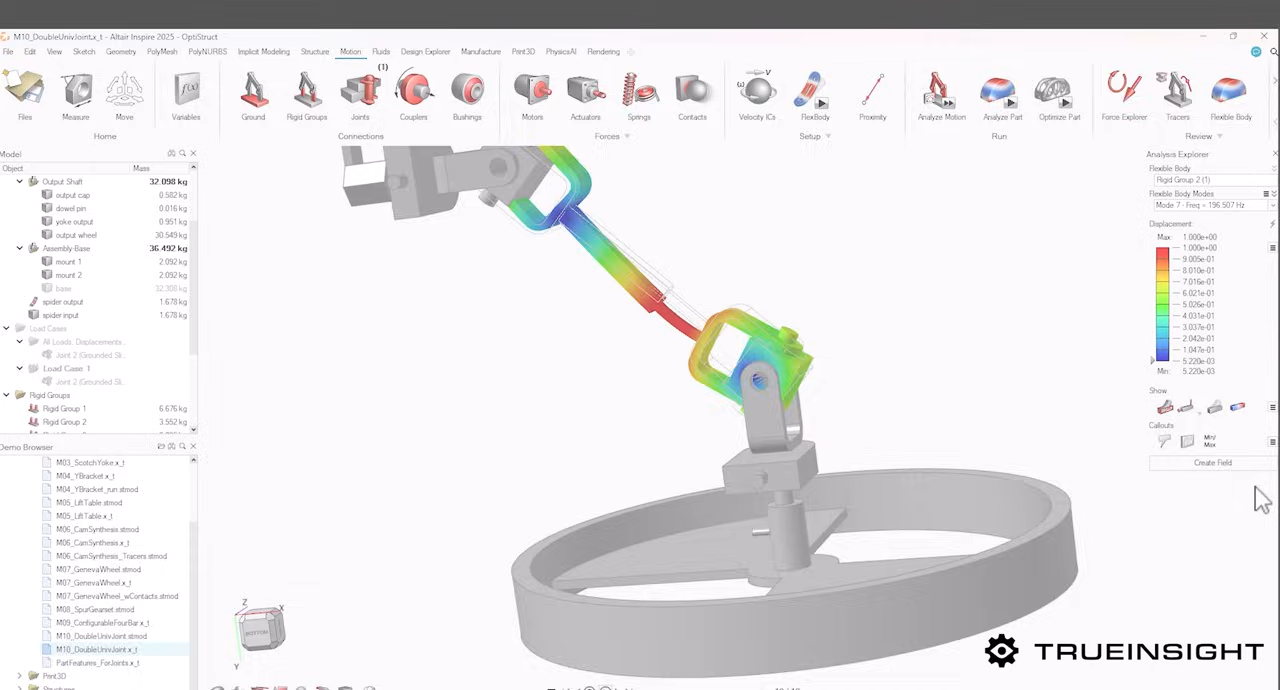 M10_DoubleUnivJoint.x_t - Altair Inspire 2025 - OptiStruct
File Edit View Sketch Geometry PolyMesh PolyNURBS Implicit Modeling Structure Motion Fluids Design Explorer Manufacture Print3D PhysicsAI Rendering
(1)
Files Measure Move Variables Ground Rigid Groups Joints Couplers Bushings Motors Actuators Springs Contacts Velocity ICs FlexBody Proximity Analyze Motion Analyze Part Optimize Part Force Explorer Tracers Flexible Body
Home Connections Forces Setup Run Review
Model
Object Mass
Output Shaft 32.098 kg
output cap 0.582 kg
dowel pin 0.016 kg
yoke output 0.951 kg
output wheel 30.549 kg
Assembly-Base 36.492 kg
mount 1 2.092 kg
mount 2 2.092 kg
base 32.308 kg
spider output 1.678 kg
spider input 1.678 kg
Load Cases
All Loads, Displacements...
Joint 2 (Grounded Sli...
Load Case 1
Joint 2 (Grounded Sli...
Rigid Groups
Rigid Group 1 6.676 kg
Rigid Group 2 3.552 kg
Demo Browser
M03_ScotchYoke.x_t
M04_YBracket.x_t
M04_YBracket_run.stmod
M05_LiftTable.stmod
M05_LiftTable.x_t
M06_CamSynthesis.stmod
M06_CamSynthesis.x_t
M06_CamSynthesis_Tracers.stmod
M07_GenevaWheel.stmod
M07_GenevaWheel.x_t
M07_GenevaWheel_wContacts.stmod
M08_SpurGearset.stmod
M09_ConfigurableFourBar.x_t
M10_DoubleUnivJoint.stmod
M10_DoubleUnivJoint.x_t
PartFeatures_ForJoints.x_t
Print3D
Structures
Z
X
BOTTOM
Y
Analysis Explorer
Flexible Body
Rigid Group 2 (1)
Flexible Body Modes
Mode 7 - Freq = 196.507 Hz
Displacement:
Max: 1.000e+00
1.000e+00
9.005e-01
8.010e-01
7.016e-01
6.021e-01
5.026e-01
4.031e-01
3.037e-01
2.042e-01
1.047e-01
5.220e-03
Min: 5.220e-03
Show
Callouts
Min/
Max
Create Field
TRUEINSIGHT